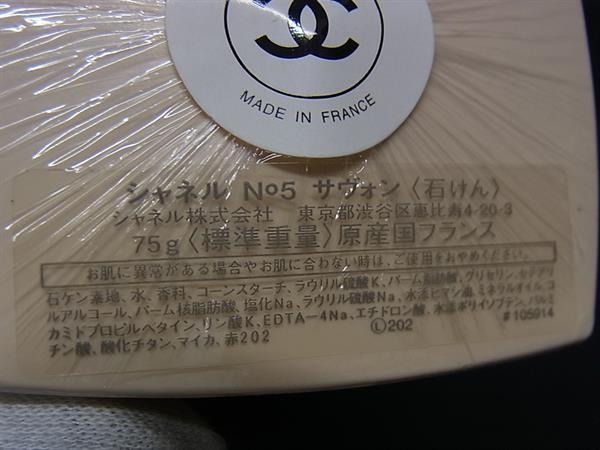 MADE IN FRANCE
シャネル No5 サヴォン〈石けん〉
シャネル株式会社 東京都渋谷区恵比寿4-20-3
75g〈標準重量〉原産国フランス
お肌に異常がある場合やお肌に合わない時は、ご使用をおやめください。
石ケン素地、水、香料、コーンスターチ、ラウリル硫酸K、パーム脂肪酸、グリセリン、セテアリ
ルアルコール、パーム核脂肪酸、塩化Na、ラウリル硫酸Na、水添ヒマシ油、ミネラルオイル、コ
カミドプロピルベタイン、リン酸K、EDTA-4Na、エチドロン酸、水添ポリイソブテン、パルミ
チン酸、酸化チタン、マイカ、赤202
Ⓛ202
#105914